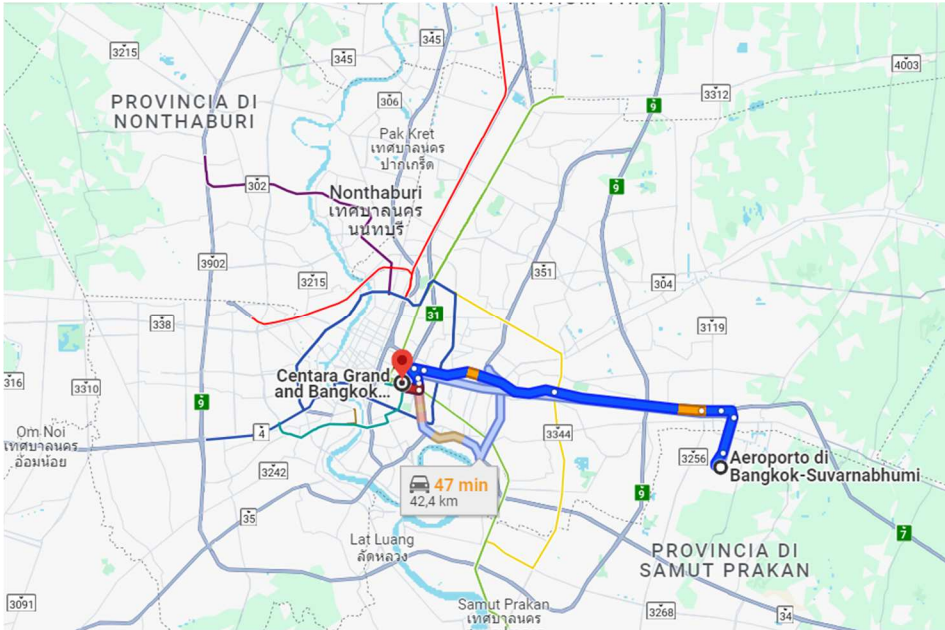 3215
345
345
4003
3312
306
9
PROVINCIA DI
NONTHABURI
Pak Kret
เทศบาลนคร
ปากเกร็ด
302
9
Nonthaburi
เทศบาลนคร
นนทบุรี
3902
3215
351
304
31
338
3119
316
3310
Centara Grand
and Bangkok...
9
Om Noi
เทศบาลนคร
อ้อมน้อย
4
3344
3242
3256
Aeroporto di
Bangkok-Suvarnabhumi
47 min
42,4 km
9
35
7
Lat Luang
ลัดหลวง
PROVINCIA DI
SAMUT PRAKAN
3091
Samut Prakan
เทศบาลนคร
3268
34